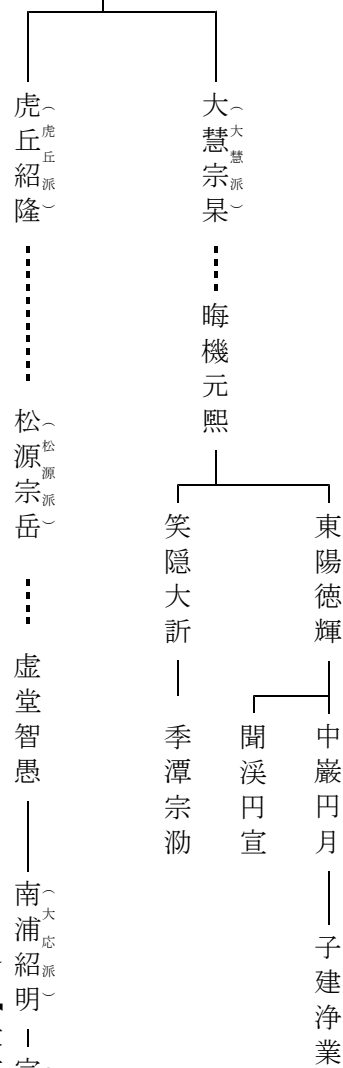 大慧宗杲
（大慧派）
晦機元熙
東陽徳輝
中巌円月
子建浄業
聞渓円宣
笑隠大訢
季潭宗泐
虎丘紹隆
（虎丘派）
松源宗岳
（松源派）
虚堂智愚
南浦紹明
（大応派）